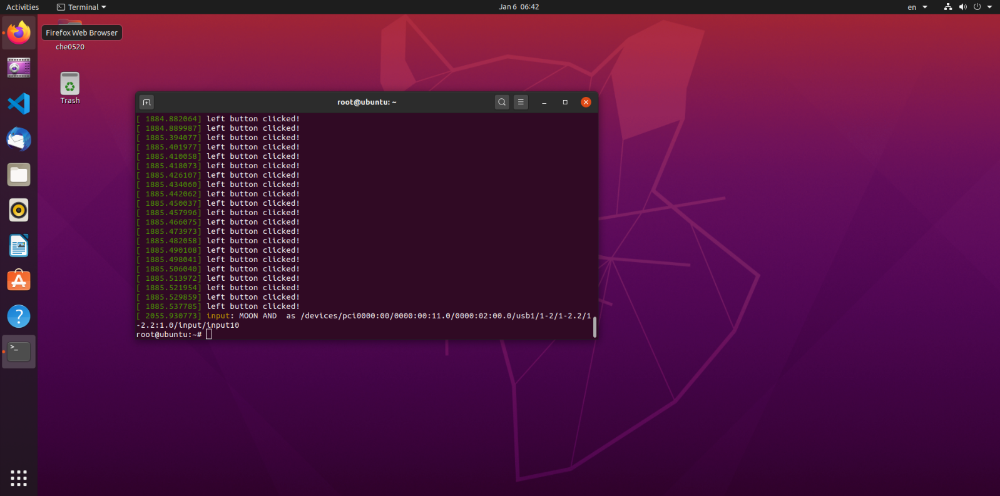 Activities
Terminal
Jan 6 06:42
en
Firefox Web Browser
che0520
Trash
root@ubuntu: ~
[ 1884.882064] left button clicked!
[ 1884.889987] left button clicked!
[ 1885.394077] left button clicked!
[ 1885.401977] left button clicked!
[ 1885.410058] left button clicked!
[ 1885.418073] left button clicked!
[ 1885.426107] left button clicked!
[ 1885.434060] left button clicked!
[ 1885.442062] left button clicked!
[ 1885.450037] left button clicked!
[ 1885.457996] left button clicked!
[ 1885.466075] left button clicked!
[ 1885.473973] left button clicked!
[ 1885.482058] left button clicked!
[ 1885.490108] left button clicked!
[ 1885.498041] left button clicked!
[ 1885.506040] left button clicked!
[ 1885.513972] left button clicked!
[ 1885.521954] left button clicked!
[ 1885.529859] left button clicked!
[ 1885.537785] left button clicked!
[ 2055.930773] input: MOON AND  as /devices/pci0000:00/0000:00:11.0/0000:02:00.0/usb1/1-2/1-2.2/1
-2.2:1.0/input/input10
root@ubuntu:~#